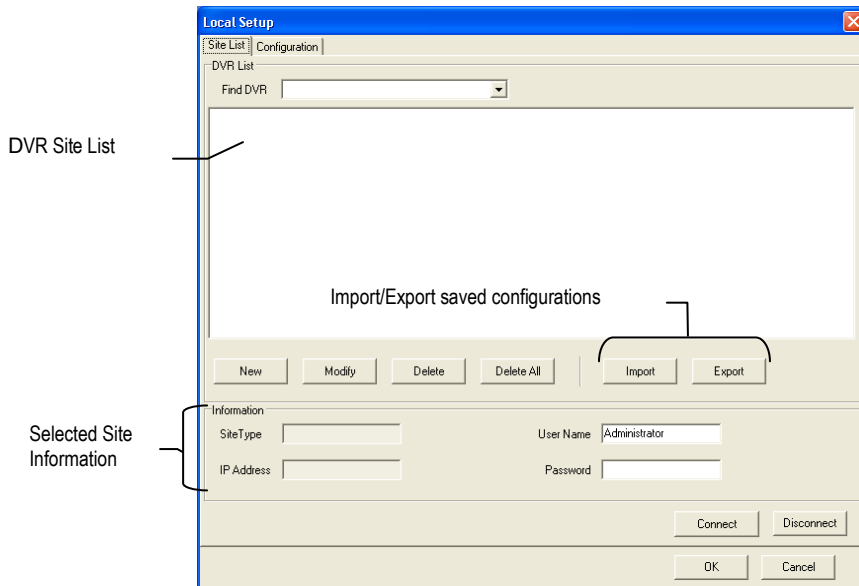 Local Setup
Site List Configuration
DVR List
Find DVR
DVR Site List
Import/Export saved configurations
New Modify Delete Delete All Import Export
Information
SiteType User Name Administrator
Selected Site
Information
IP Address Password
Connect Disconnect
OK Cancel